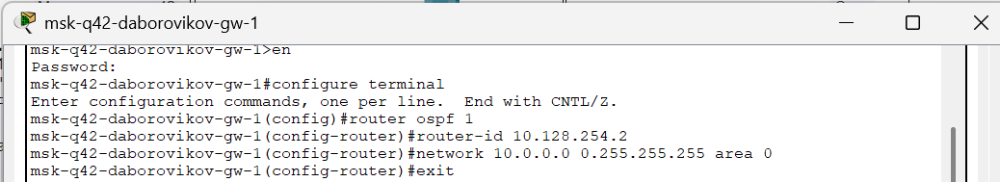 msk-q42-daborovikov-gw-1
msk-q42-daborovikov-gw-1>en
Password:
msk-q42-daborovikov-gw-1#configure terminal
Enter configuration commands, one per line.  End with CNTL/Z.
msk-q42-daborovikov-gw-1(config)#router ospf 1
msk-q42-daborovikov-gw-1(config-router)#router-id 10.128.254.2
msk-q42-daborovikov-gw-1(config-router)#network 10.0.0.0 0.255.255.255 area 0
msk-q42-daborovikov-gw-1(config-router)#exit